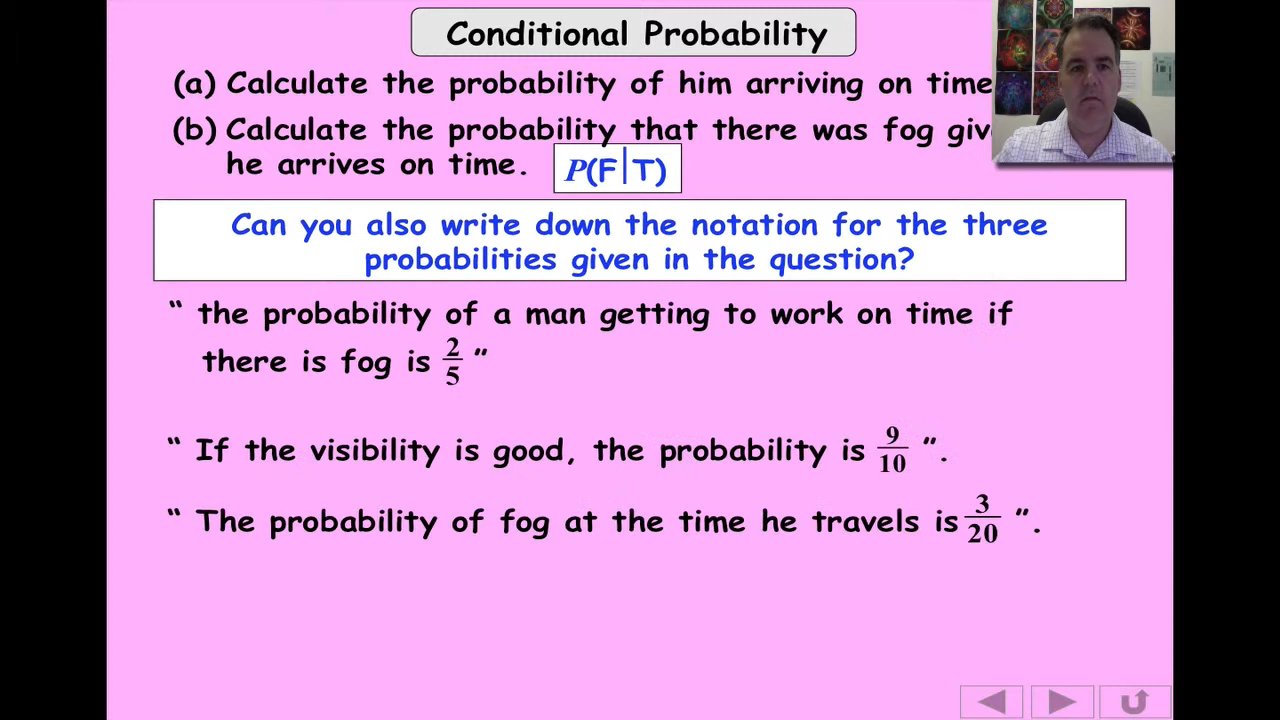 Conditional Probability
(a) Calculate the probability of him arriving on time
(b) Calculate the probability that there was fog
he arrives on time. P(F|T)
Can you also write down the notation for the three
probabilities given in the question?
“ the probability of a man getting to work on time if
there is fog is 2/5 ”
“ If the visibility is good, the probability is 9/10 ”.
“ The probability of fog at the time he travels is 3/20 ”.